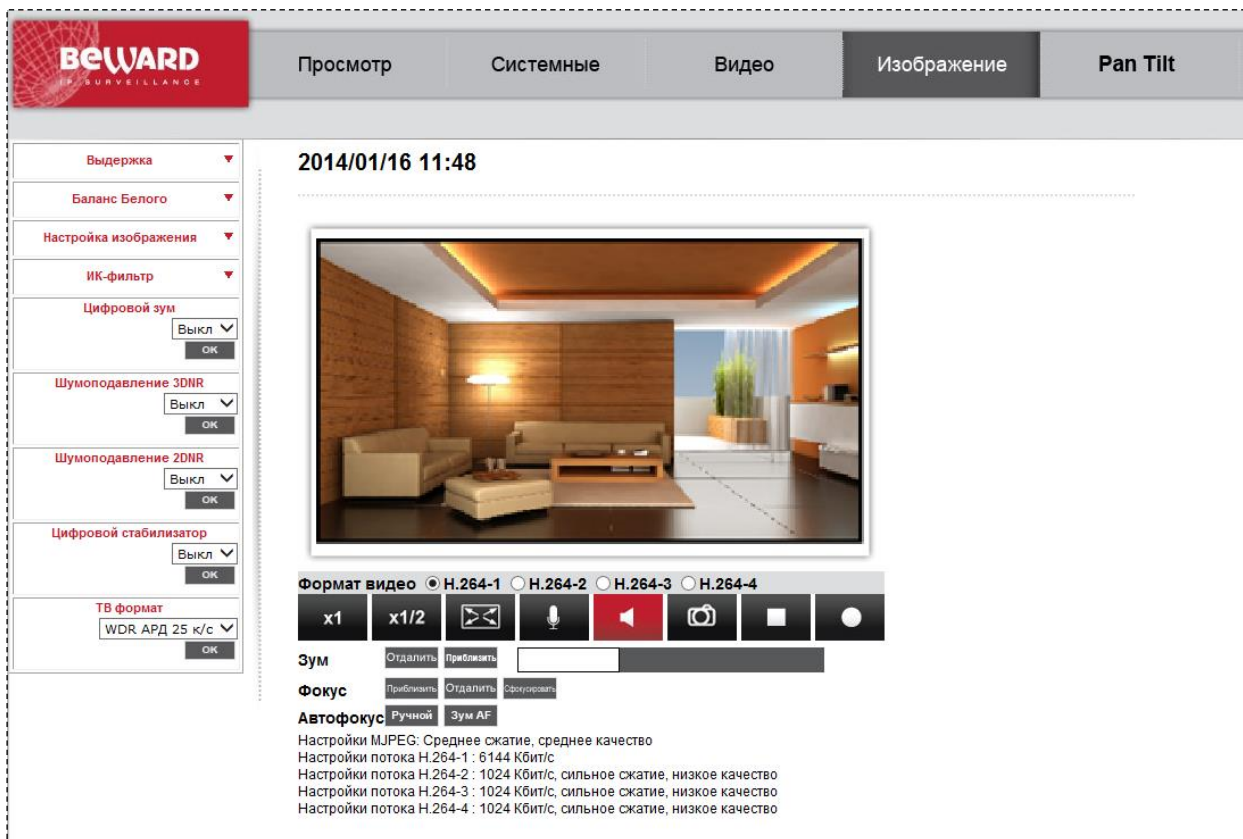 BEWARD
IP SURVEILLANCE
Просмотр
Системные
Видео
Изображение
Pan Tilt
Выдержка
Баланс Белого
Настройка изображения
ИК-фильтр
Цифровой зум
Выкл
ОК
Шумоподавление 3DNR
Выкл
ОК
Шумоподавление 2DNR
Выкл
ОК
Цифровой стабилизатор
Выкл
ОК
ТВ формат
WDR АРД 25 к/с
ОК
2014/01/16 11:48
Формат видео H.264-1 H.264-2 H.264-3 H.264-4
x1 x1/2
Зум Отдалить Приблизить
Фокус Приблизить Отдалить Сфокусировать
Автофокус Ручной Зум AF
Настройки MJPEG: Среднее сжатие, среднее качество
Настройки потока H.264-1 : 6144 Кбит/с
Настройки потока H.264-2 : 1024 Кбит/с, сильное сжатие, низкое качество
Настройки потока H.264-3 : 1024 Кбит/с, сильное сжатие, низкое качество
Настройки потока H.264-4 : 1024 Кбит/с, сильное сжатие, низкое качество